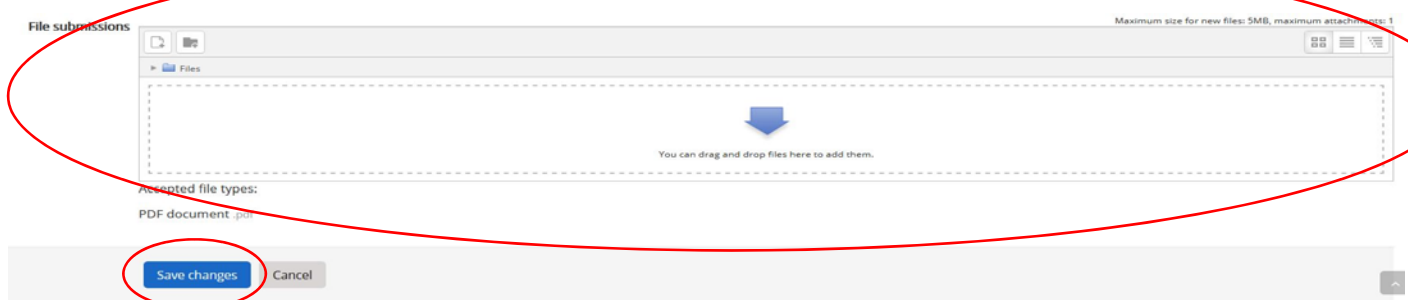 Maximum size for new files: 5MB, maximum attachments: 1
File submissions
Files
You can drag and drop files here to add them.
Accepted file types:
PDF document .pdf
Save changes
Cancel